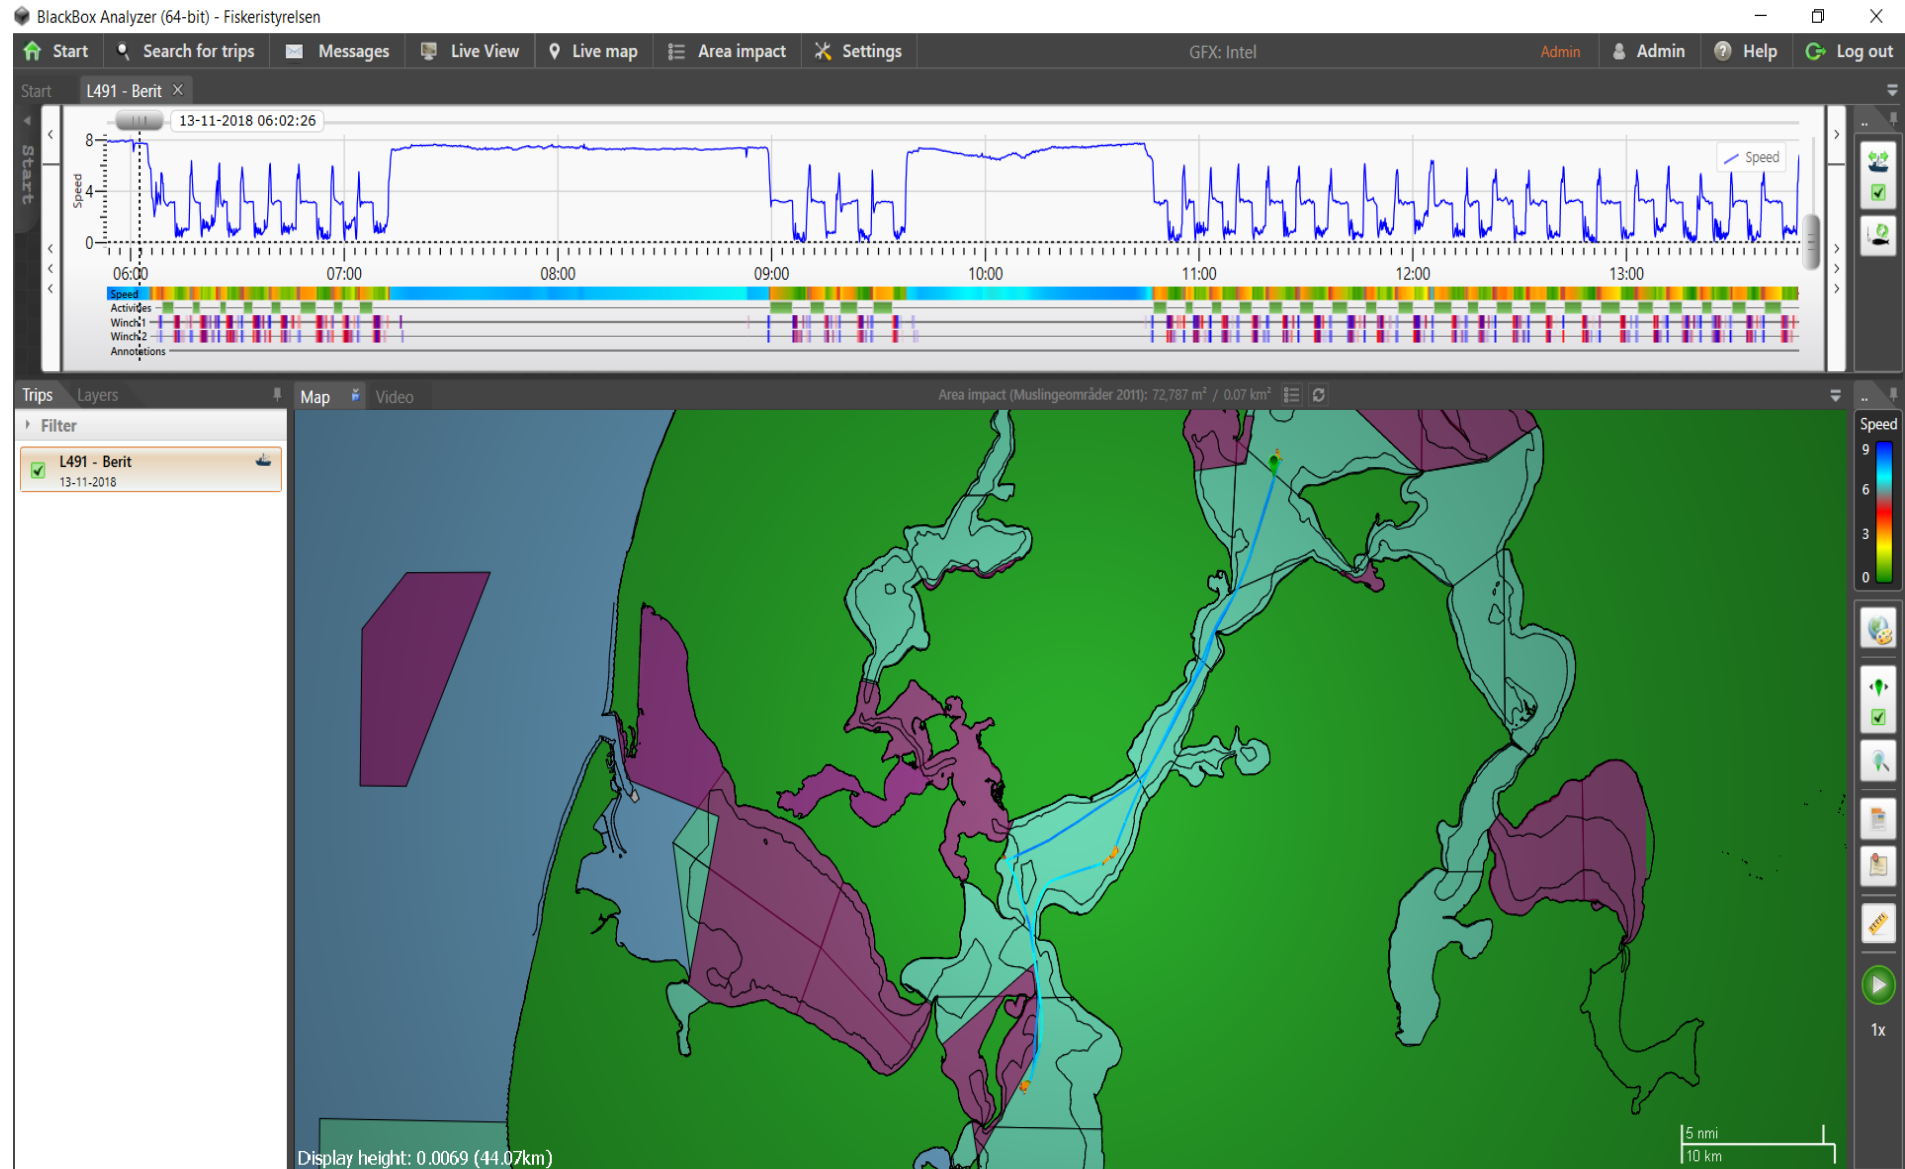 BlackBox Analyzer (64-bit) - Fiskeristyrelsen
Start Search for trips Messages Live View Live map Area impact Settings GFX: Intel Admin Admin Help Log out
Start L491 - Berit
Start
13-11-2018 06:02:26
8
4
0
Speed
Speed
06:00 07:00 08:00 09:00 10:00 11:00 12:00 13:00
Speed
Activities
Winch 1
Winch 2
Annotations
Trips Layers
Map Video Area impact (Muslingeområder 2011): 72,787 m² / 0.07 km²
Filter
L491 - Berit
13-11-2018
Speed
9
6
3
0
1x
5 nmi
10 km
Display height: 0.0069 (44.07km)